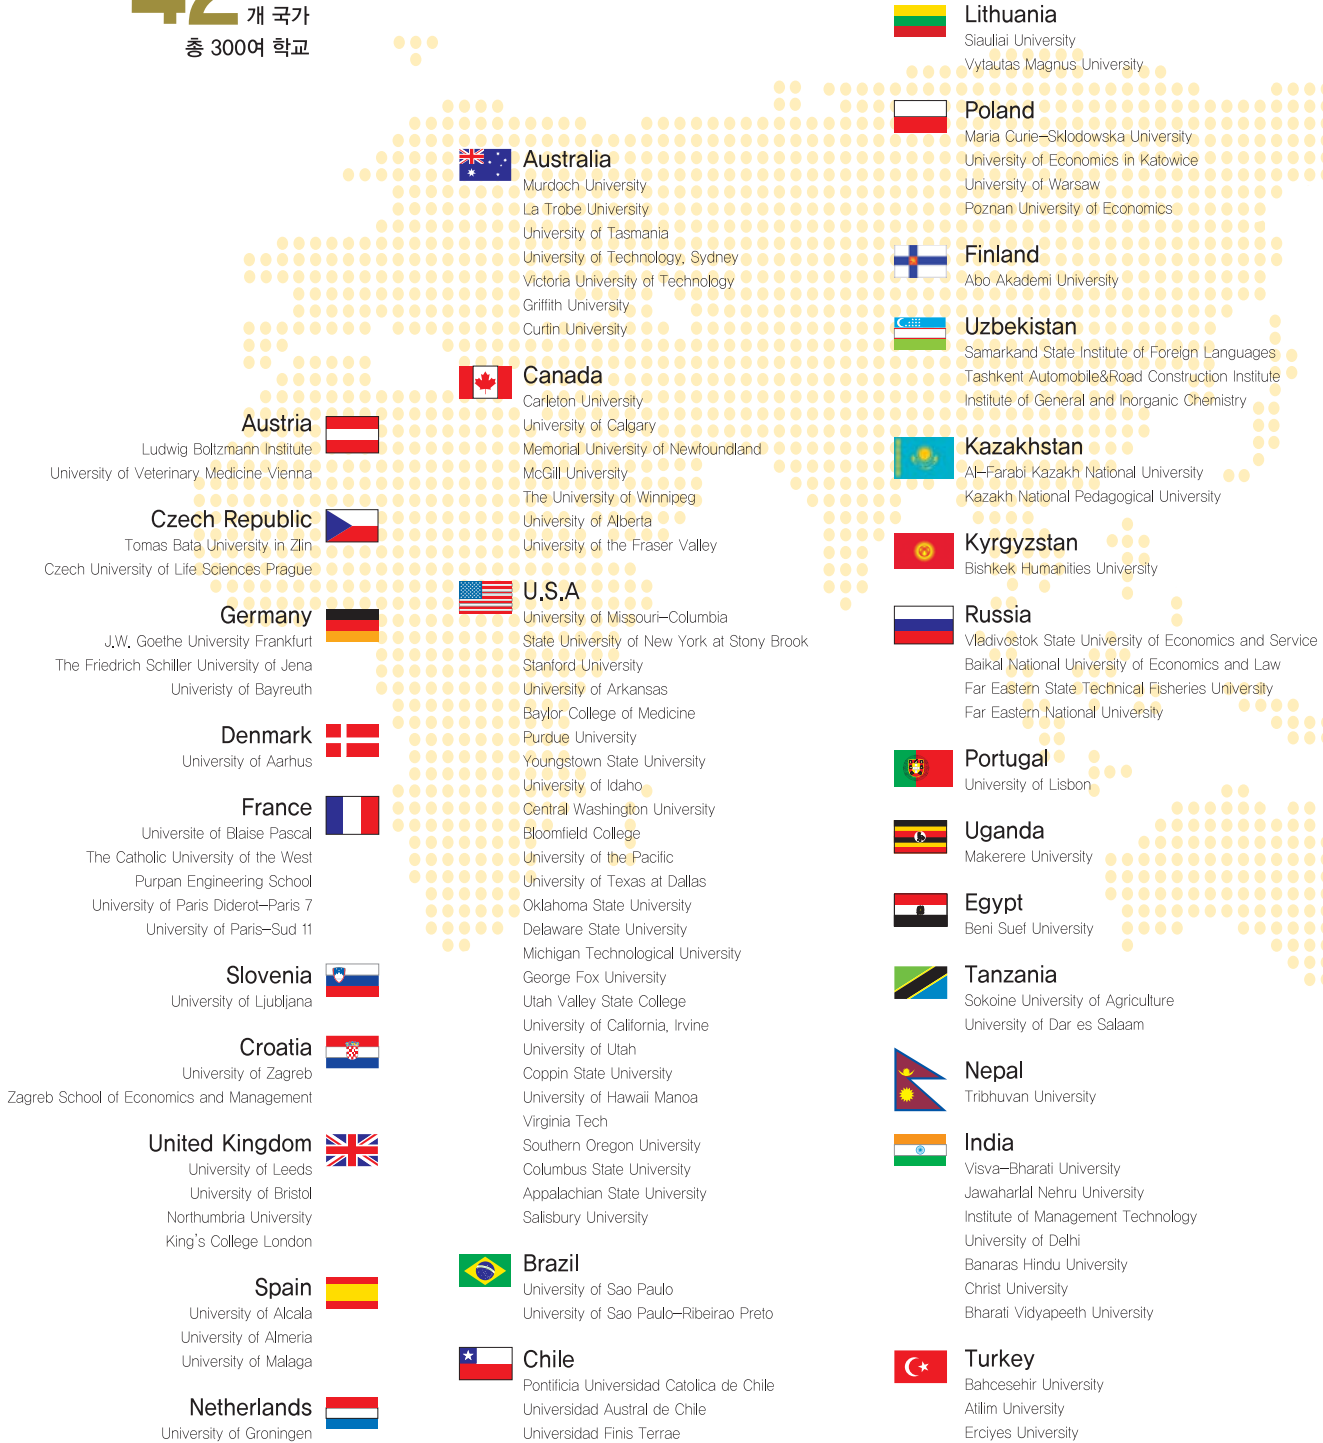 42 개 국가
총 300여 학교
Austria
Ludwig Boltzmann Institute
University of Veterinary Medicine Vienna
Czech Republic
Tomas Bata University in Zlin
Czech University of Life Sciences Prague
Germany
J.W. Goethe University Frankfurt
The Friedrich Schiller University of Jena
Univeristy of Bayreuth
Denmark
University of Aarhus
France
Universite of Blaise Pascal
The Catholic University of the West
Purpan Engineering School
University of Paris Diderot-Paris 7
University of Paris-Sud 11
Slovenia
University of Ljubljana
Croatia
University of Zagreb
Zagreb School of Economics and Management
United Kingdom
University of Leeds
University of Bristol
Northumbria University
King's College London
Spain
University of Alcala
University of Almeria
University of Malaga
Netherlands
University of Groningen
Australia
Murdoch University
La Trobe University
University of Tasmania
University of Technology, Sydney
Victoria University of Technology
Griffith University
Curtin University
Canada
Carleton University
University of Calgary
Memorial University of Newfoundland
McGill University
The University of Winnipeg
University of Alberta
University of the Fraser Valley
U.S.A
University of Missouri-Columbia
State University of New York at Stony Brook
Stanford University
University of Arkansas
Baylor College of Medicine
Purdue University
Youngstown State University
University of Idaho
Central Washington University
Bloomfield College
University of the Pacific
University of Texas at Dallas
Oklahoma State University
Delaware State University
Michigan Technological University
George Fox University
Utah Valley State College
University of California, Irvine
University of Utah
Coppin State University
University of Hawaii Manoa
Virginia Tech
Southern Oregon University
Columbus State University
Appalachian State University
Salisbury University
Brazil
University of Sao Paulo
University of Sao Paulo-Ribeirao Preto
Chile
Pontificia Universidad Catolica de Chile
Universidad Austral de Chile
Universidad Finis Terrae
Lithuania
Siauliai University
Vytautas Magnus University
Poland
Maria Curie-Sklodowska University
University of Economics in Katowice
University of Warsaw
Poznan University of Economics
Finland
Abo Akademi University
Uzbekistan
Samarkand State Institute of Foreign Languages
Tashkent Automobile&Road Construction Institute
Institute of General and Inorganic Chemistry
Kazakhstan
Al-Farabi Kazakh National University
Kazakh National Pedagogical University
Kyrgyzstan
Bishkek Humanities University
Russia
Vladivostok State University of Economics and Service
Baikal National University of Economics and Law
Far Eastern State Technical Fisheries University
Far Eastern National University
Portugal
University of Lisbon
Uganda
Makerere University
Egypt
Beni Suef University
Tanzania
Sokoine University of Agriculture
University of Dar es Salaam
Nepal
Tribhuvan University
India
Visva-Bharati University
Jawaharlal Nehru University
Institute of Management Technology
University of Delhi
Banaras Hindu University
Christ University
Bharati Vidyapeeth University
Turkey
Bahcesehir University
Atilim University
Erciyes University